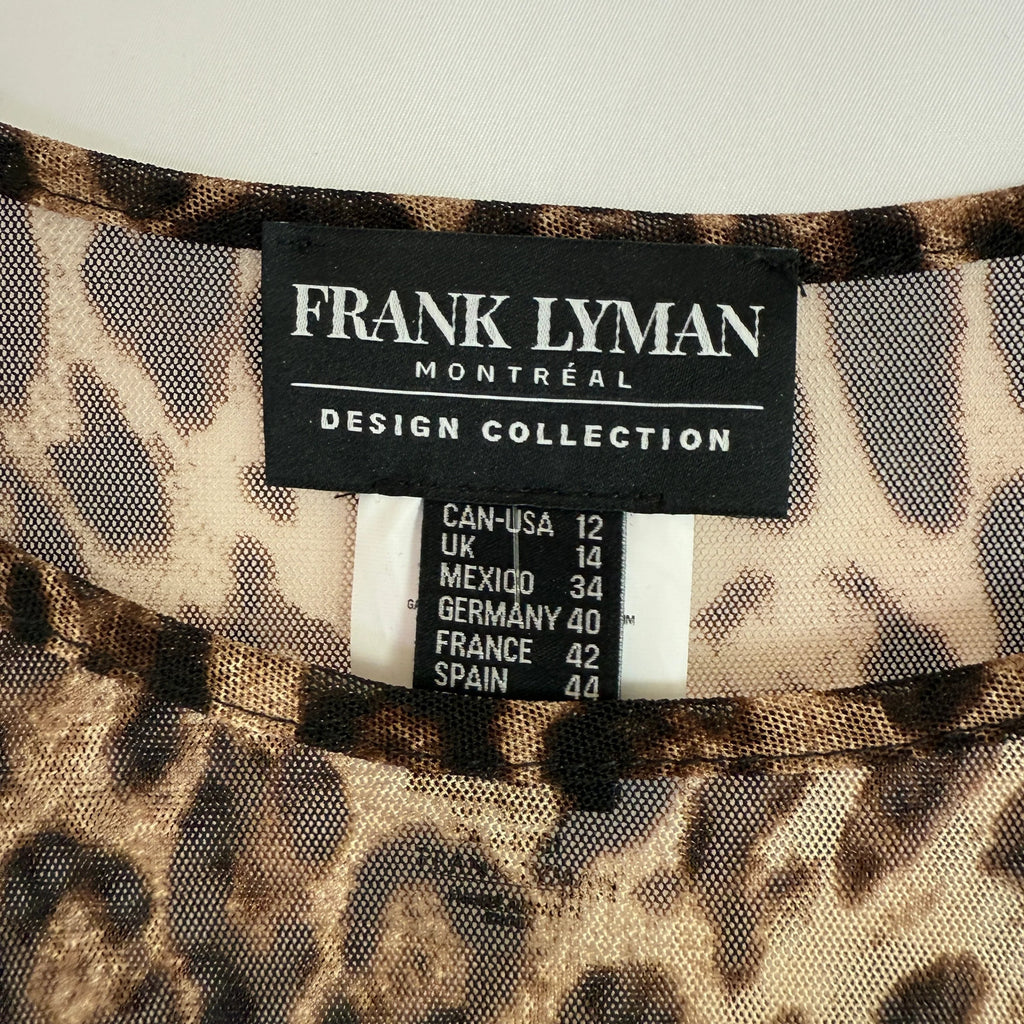 FRANK LYMAN
MONTRÉAL
DESIGN COLLECTION
CAN-USA 12
UK 14
MEXICO 34
GERMANY 40
FRANCE 42
SPAIN 44